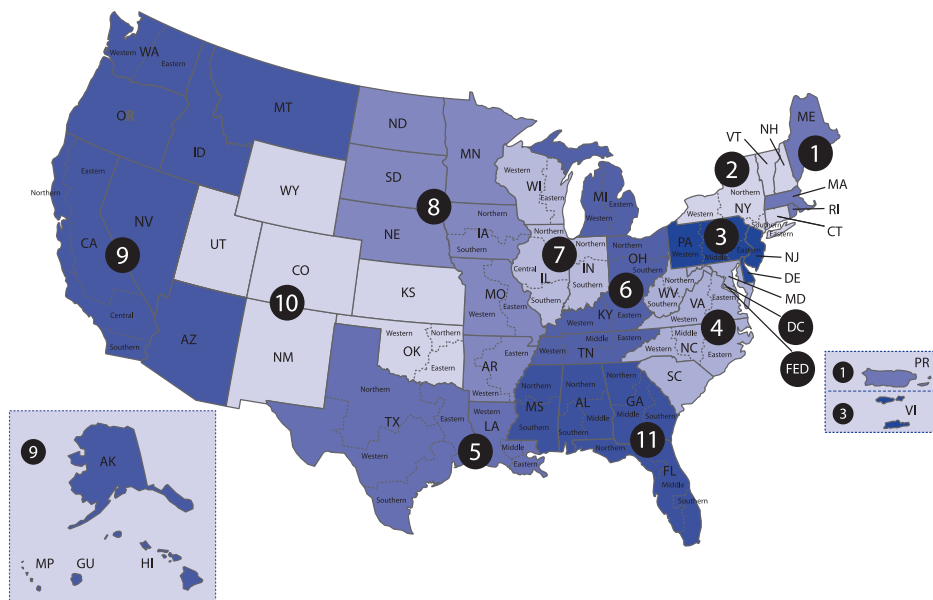 WA
Western
Eastern
MT
ND
MN
ME
VT
NH
1
2
OR
ID
SD
WI
Western
Eastern
MI
Eastern
Western
Northern
NY
Western
Southern
Eastern
MA
RI
CT
Eastern
Northern
WY
8
NE
IA
Northern
Southern
7
Northern
Central
IL
Southern
Northern
IN
Southern
Northern
OH
Southern
PA
Western
3
Middle
Eastern
NJ
DE
MD
DC
FED
NV
CA
9
Central
Southern
UT
CO
10
KS
MO
Western
Eastern
6
KY
Western
Eastern
Northern
WV
Southern
VA
Eastern
Western
4
AZ
NM
OK
Western
Northern
Eastern
AR
Eastern
Western
TN
Western
Middle
Eastern
NC
Western
Middle
Eastern
SC
TX
Northern
Eastern
Western
Southern
LA
Western
Middle
Eastern
5
MS
Northern
Southern
AL
Northern
Middle
Southern
GA
Northern
Middle
Southern
11
FL
Northern
Middle
Southern
1
PR
3
VI
9
AK
MP
GU
HI